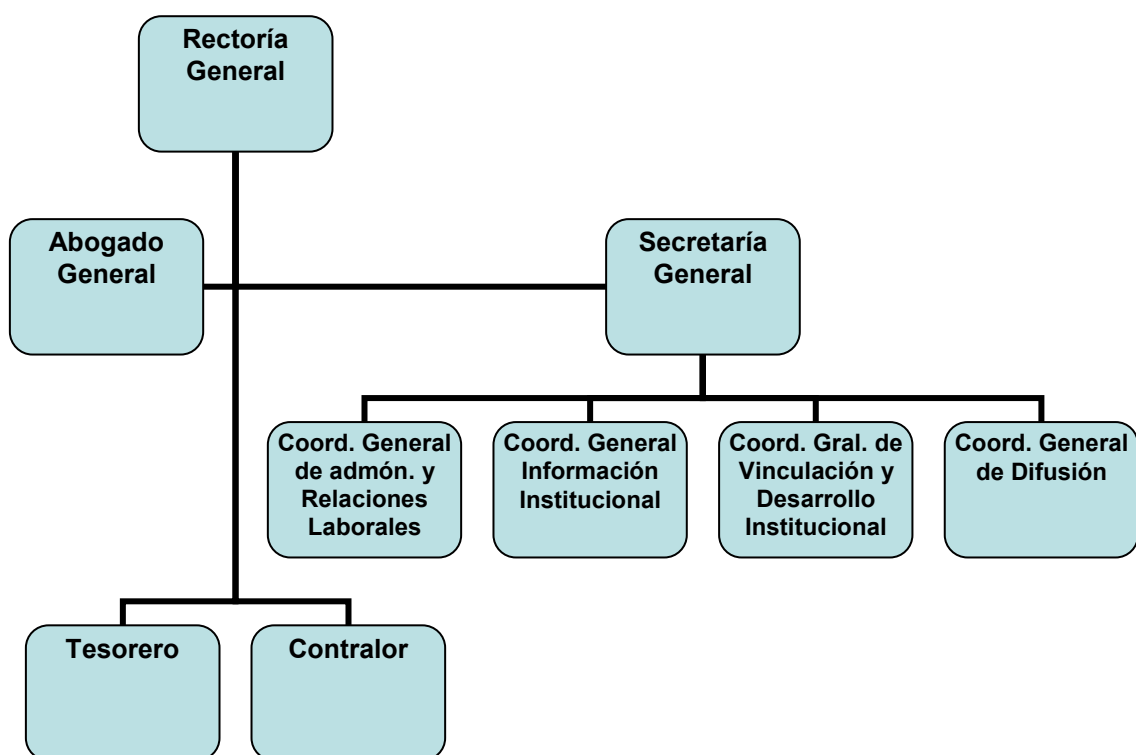 Rectoría
General
Abogado
General
Secretaría
General
Coord. General
de admón. y
Relaciones
Laborales
Coord. General
Información
Institucional
Coord. Gral. de
Vinculación y
Desarrollo
Institucional
Coord. General
de Difusión
Tesorero
Contralor